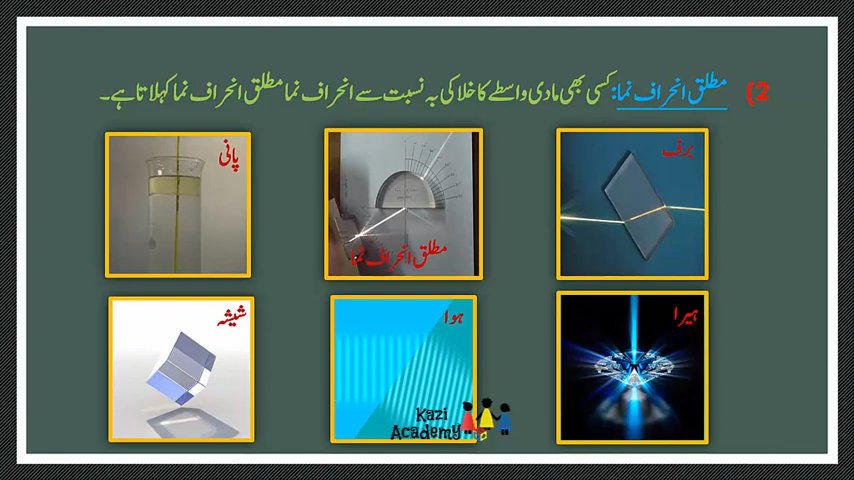 2) مطلق انحراف نما: کسی بھی مادی واسطے کا خلا کی بہ نسبت سے انحراف نما مطلق انحراف نما کہلاتا ہے۔
برف
مطلق انحراف نما
پانی
ہیرا
ہوا
شیشہ
Kazi
Academy